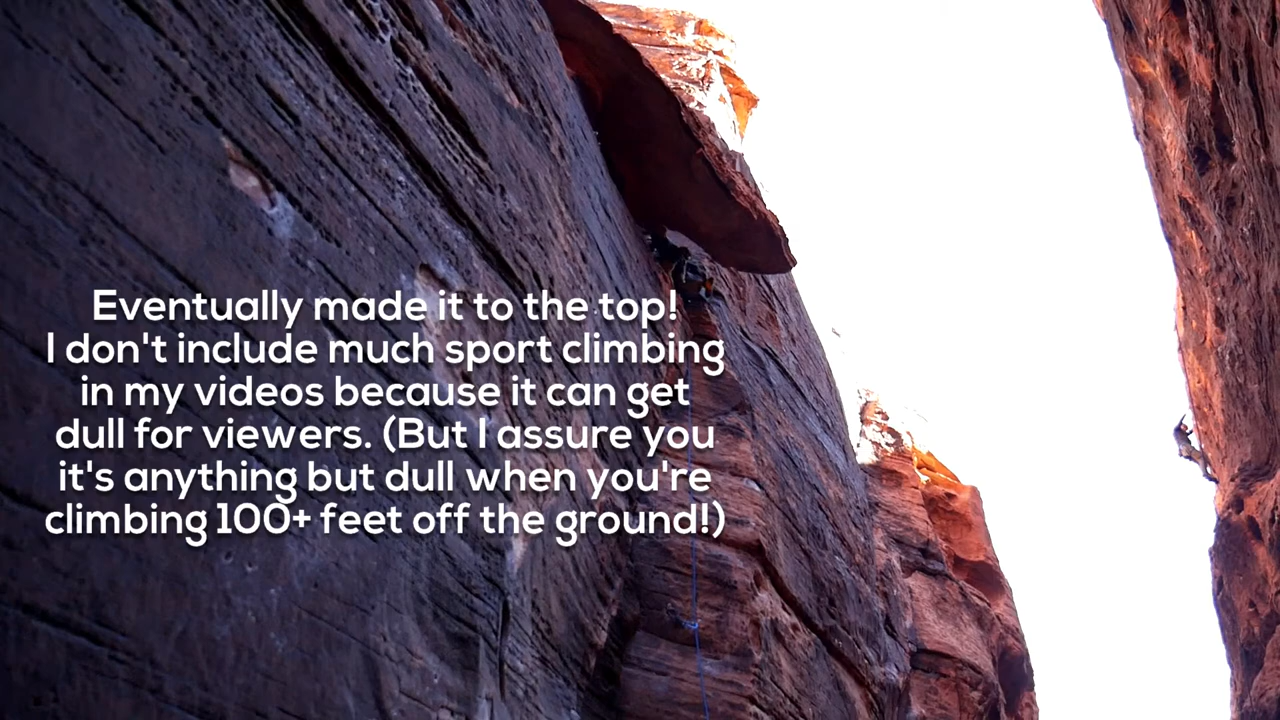 Eventually made it to the top!
I don't include much sport climbing
in my videos because it can get
dull for viewers. (But I assure you
it's anything but dull when you're
climbing 100+ feet off the ground!)